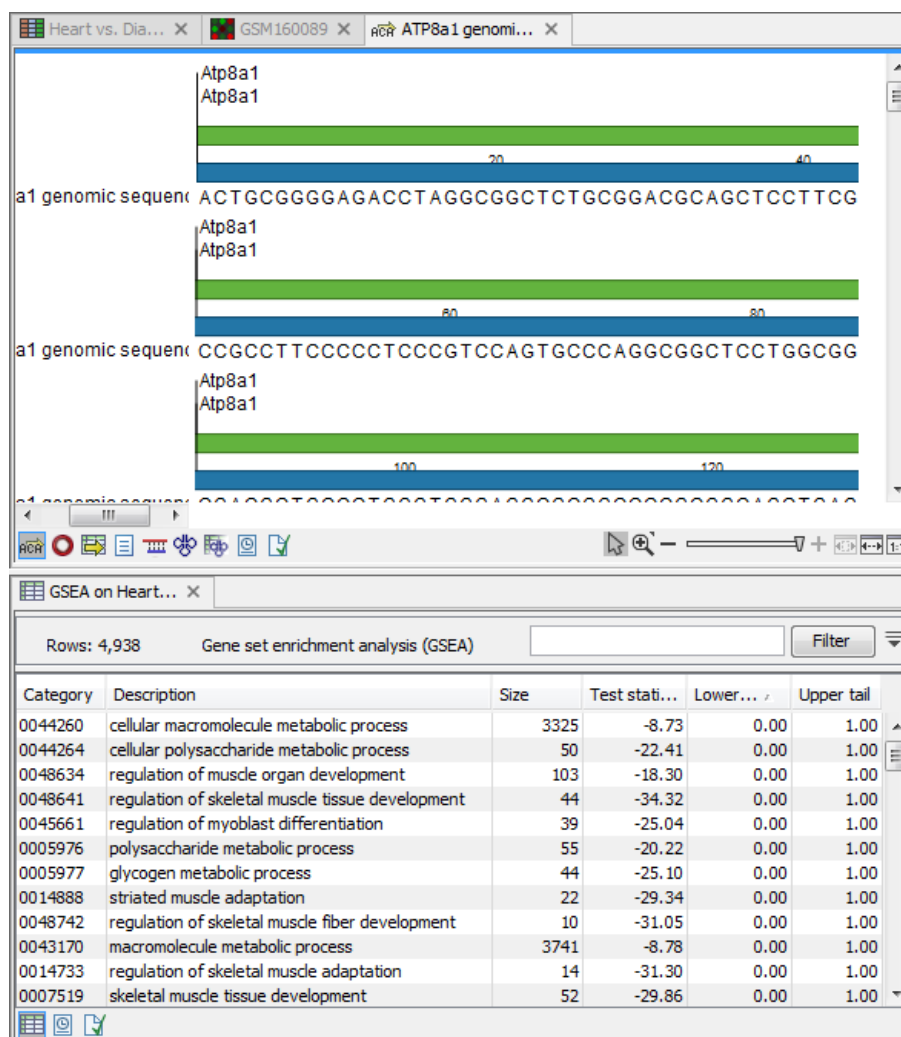 Heart vs. Dia... GSM160089 ACA ATP8a1 genomi...
Atp8a1
Atp8a1
20 40
a1 genomic sequen ACTGCGGGGAGACCTAGGCGGCTCTGCGGACGCAGCTCCTTCG
Atp8a1
Atp8a1
60 80
a1 genomic sequen CCGCCTTCCCCCTCCCGTCCAGTGCCCAGGCGGCTCCTGGCGG
Atp8a1
Atp8a1
100 120
a1 genomic sequen
ACA 1:1
GSEA on Heart...
Rows: 4,938 Gene set enrichment analysis (GSEA) Filter
Category Description Size Test stati... Lower... Upper tail
0044260 cellular macromolecule metabolic process 3325 -8.73 0.00 1.00
0044264 cellular polysaccharide metabolic process 50 -22.41 0.00 1.00
0048634 regulation of muscle organ development 103 -18.30 0.00 1.00
0048641 regulation of skeletal muscle tissue development 44 -34.32 0.00 1.00
0045661 regulation of myoblast differentiation 39 -25.04 0.00 1.00
0005976 polysaccharide metabolic process 55 -20.22 0.00 1.00
0005977 glycogen metabolic process 44 -25.10 0.00 1.00
0014888 striated muscle adaptation 22 -29.34 0.00 1.00
0048742 regulation of skeletal muscle fiber development 10 -31.05 0.00 1.00
0043170 macromolecule metabolic process 3741 -8.78 0.00 1.00
0014733 regulation of skeletal muscle adaptation 14 -31.30 0.00 1.00
0007519 skeletal muscle tissue development 52 -29.86 0.00 1.00